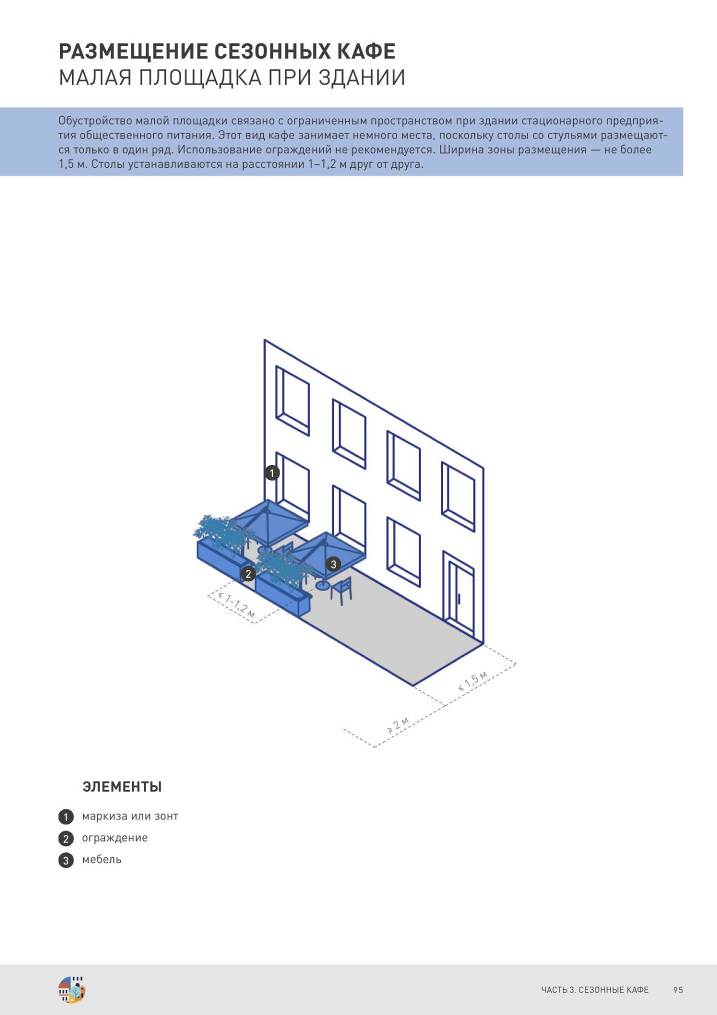 РАЗМЕЩЕНИЕ СЕЗОННЫХ КАФЕ
МАЛАЯ ПЛОЩАДКА ПРИ ЗДАНИИ
Обустройство малой площадки связано с ограниченным пространством при здании стационарного предприя-
тия общественного питания. Этот вид кафе занимает немного места, поскольку столы со стульями размещают-
ся только в один ряд. Использование ограждений не рекомендуется. Ширина зоны размещения — не более
1,5 м. Столы устанавливаются на расстоянии 1–1,2 м друг от друга.
1
2
3
⩽ 1-1,2 м
⩽ 1,5 м
⩾ 2 м
ЭЛЕМЕНТЫ
1 маркиза или зонт
2 ограждение
3 мебель
ЧАСТЬ 3. СЕЗОННЫЕ КАФЕ 95